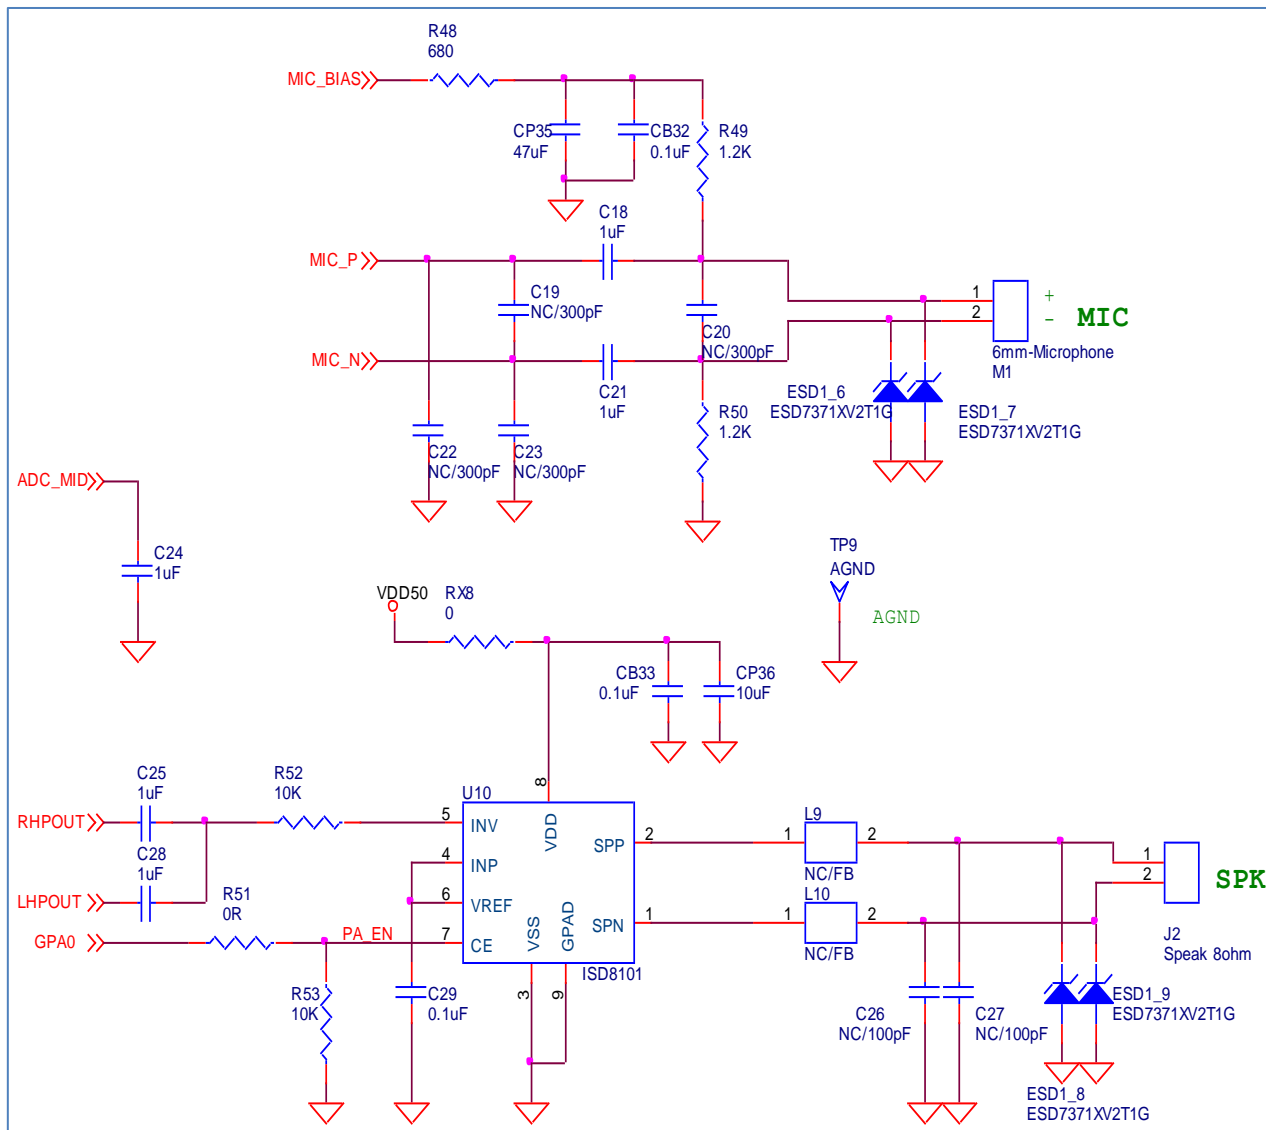 R48
680
MIC_BIAS
CP35
47uF
CB32
0.1uF
R49
1.2K
C18
1uF
MIC_P
C19
NC/300pF
C20
NC/300pF
1
2
+
-
MIC
6mm-Microphone
M1
MIC_N
C21
1uF
R50
1.2K
ESD1_6
ESD7371XV2T1G
ESD1_7
ESD7371XV2T1G
C22
NC/300pF
C23
NC/300pF
ADC_MID
C24
1uF
TP9
AGND
AGND
VDD50
RX8
0
CB33
0.1uF
CP36
10uF
C25
1uF
R52
10K
RHPOUT
C28
1uF
LHPOUT
R51
0R
GPA0
PA_EN
R53
10K
C29
0.1uF
U10
8
5
4
6
7
INV
INP
VREF
CE
VDD
VSS
GPAD
SPP
SPN
2
1
3
9
ISD8101
L9
1
2
NC/FB
L10
1
2
NC/FB
1
2
SPK
J2
Speak 8ohm
C26
NC/100pF
C27
NC/100pF
ESD1_9
ESD7371XV2T1G
ESD1_8
ESD7371XV2T1G